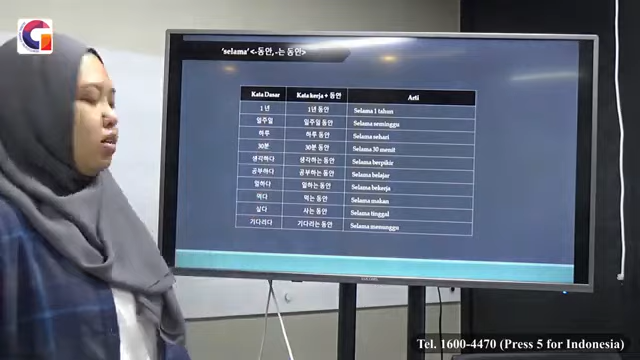 G
'selama' <-동안, -는 동안>
Kata Dasar Kata kerja + 동안 Arti
1 년 1년 동안 Selama 1 tahun
일주일 일주일 동안 Selama seminggu
하루 하루 동안 Selama sehari
30분 30분 동안 Selama 30 menit
생각하다 생각하는 동안 Selama berpikir
공부하다 공부하는 동안 Selama belajar
일하다 일하는 동안 Selama bekerja
먹다 먹는 동안 Selama makan
살다 사는 동안 Selama tinggal
기다리다 기다리는 동안 Selama menunggu
Tel. 1600-4470 (Press 5 for Indonesia)